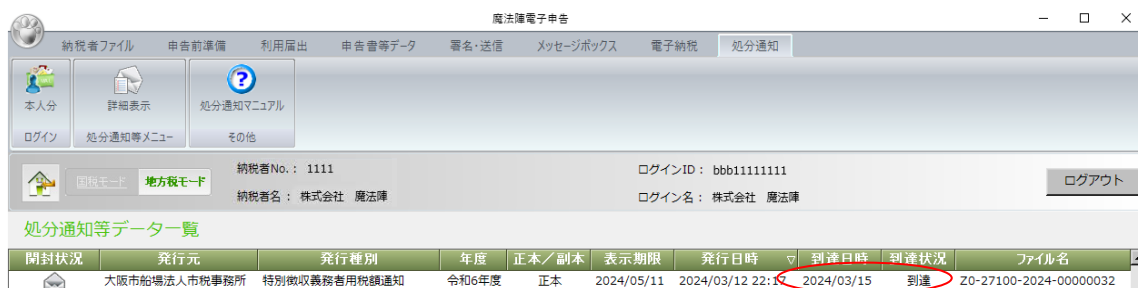 魔法陣電子申告
納税者ファイル 申告前準備 利用届出 申告書等データ 署名・送信 メッセージボックス 電子納税 処分通知
本人分 詳細表示 処分通知マニュアル
ログイン 処分通知等メニュー その他
国税モード 地方税モード 納税者No.： 1111 ログインID： bbb11111111 ログアウト
納税者名： 株式会社 魔法陣 ログイン名： 株式会社 魔法陣
処分通知等データ一覧
開封状況 発行元 発行種別 年度 正本／副本 表示期限 発行日時 ▽ 到達日時 到達状況 ファイル名
大阪市船場法人市税事務所 特別徴収義務者用税額通知 令和6年度 正本 2024/05/11 2024/03/12 22:17 2024/03/15 到達 Z0-27100-2024-00000032